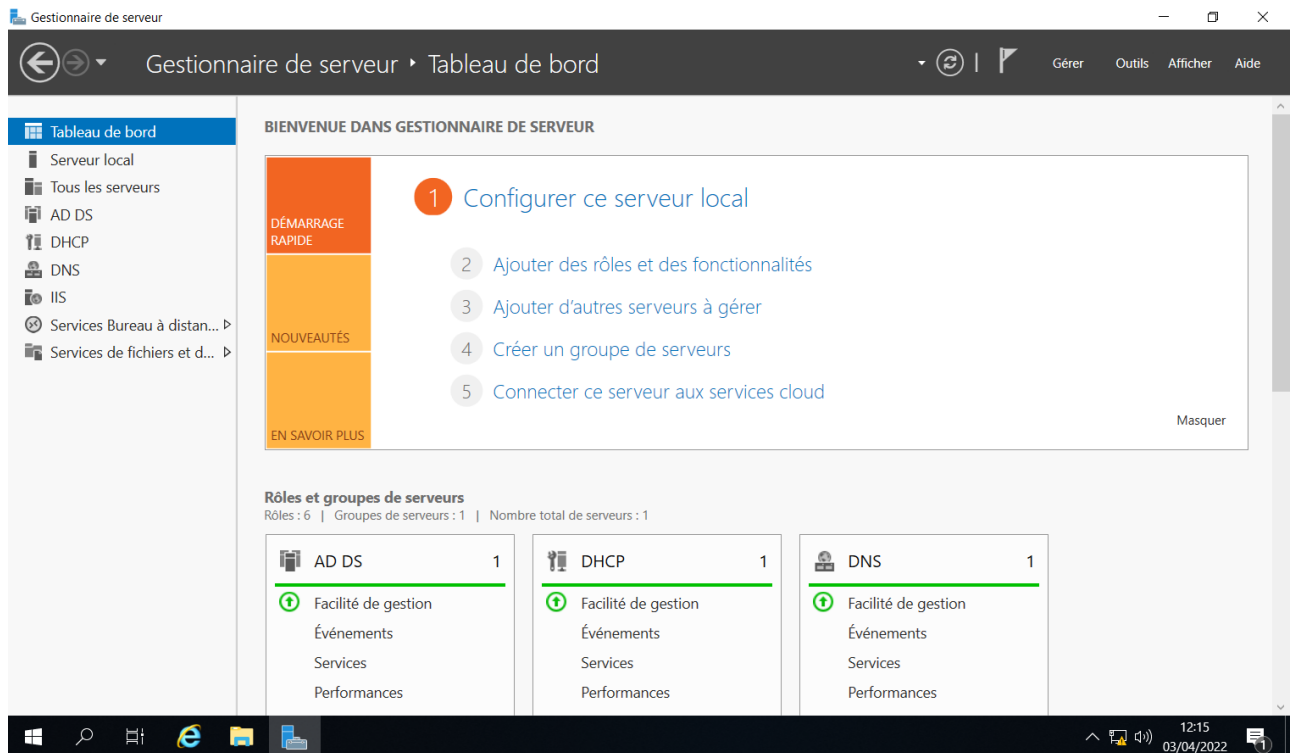 Gestionnaire de serveur
Gestionnaire de serveur • Tableau de bord
Gérer Outils Afficher Aide
Tableau de bord
Serveur local
Tous les serveurs
AD DS
DHCP
DNS
IIS
Services Bureau à distan...
Services de fichiers et d...
BIENVENUE DANS GESTIONNAIRE DE SERVEUR
DÉMARRAGE
RAPIDE
NOUVEAUTÉS
EN SAVOIR PLUS
1 Configurer ce serveur local
2 Ajouter des rôles et des fonctionnalités
3 Ajouter d’autres serveurs à gérer
4 Créer un groupe de serveurs
5 Connecter ce serveur aux services cloud
Masquer
Rôles et groupes de serveurs
Rôles : 6 | Groupes de serveurs : 1 | Nombre total de serveurs : 1
AD DS 1
Facilité de gestion
Événements
Services
Performances
DHCP 1
Facilité de gestion
Événements
Services
Performances
DNS 1
Facilité de gestion
Événements
Services
Performances
12:15
03/04/2022
1